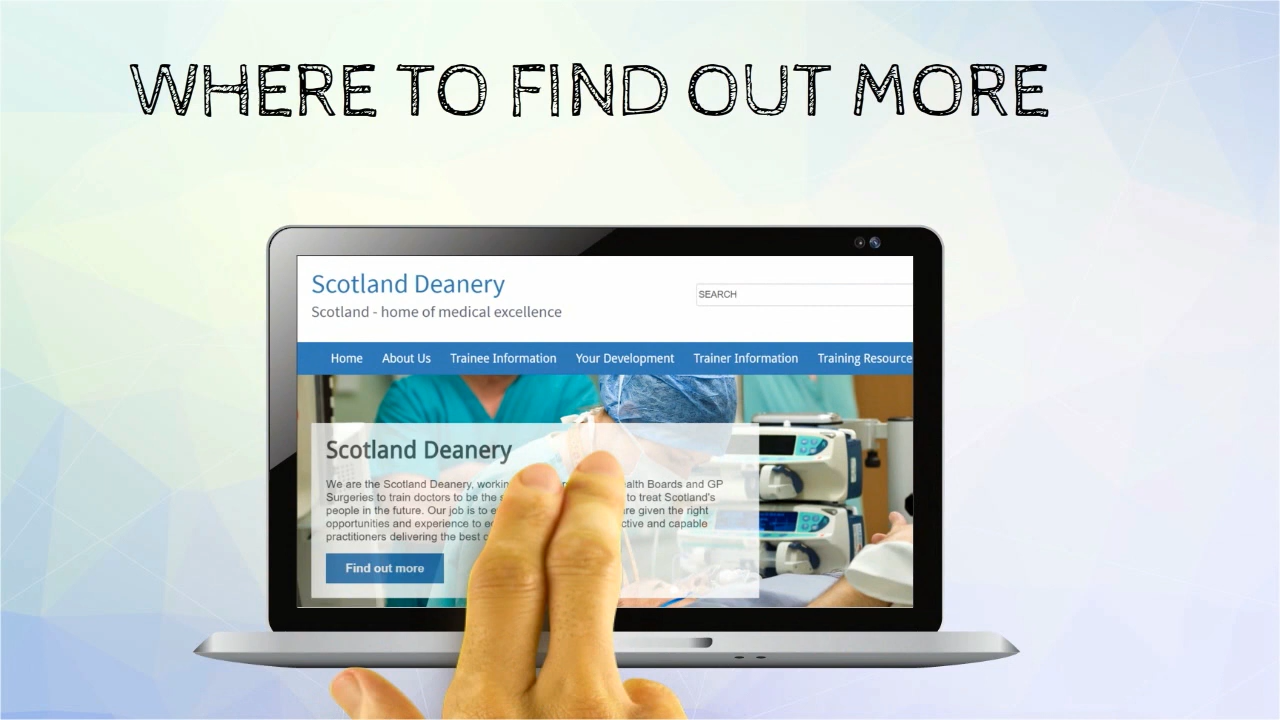 WHERE TO FIND OUT MORE
Scotland Deanery
Scotland - home of medical excellence
SEARCH
Home About Us Trainee Information Your Development Trainer Information Training Resource
Scotland Deanery
We are the Scotland Deanery, ealth Boards and GP
Surgeries to train doctors to be the to treat Scotland's
people in the future. Our job is to are given the right
opportunities and experience to ctive and capable
practitioners delivering the best
Find out more